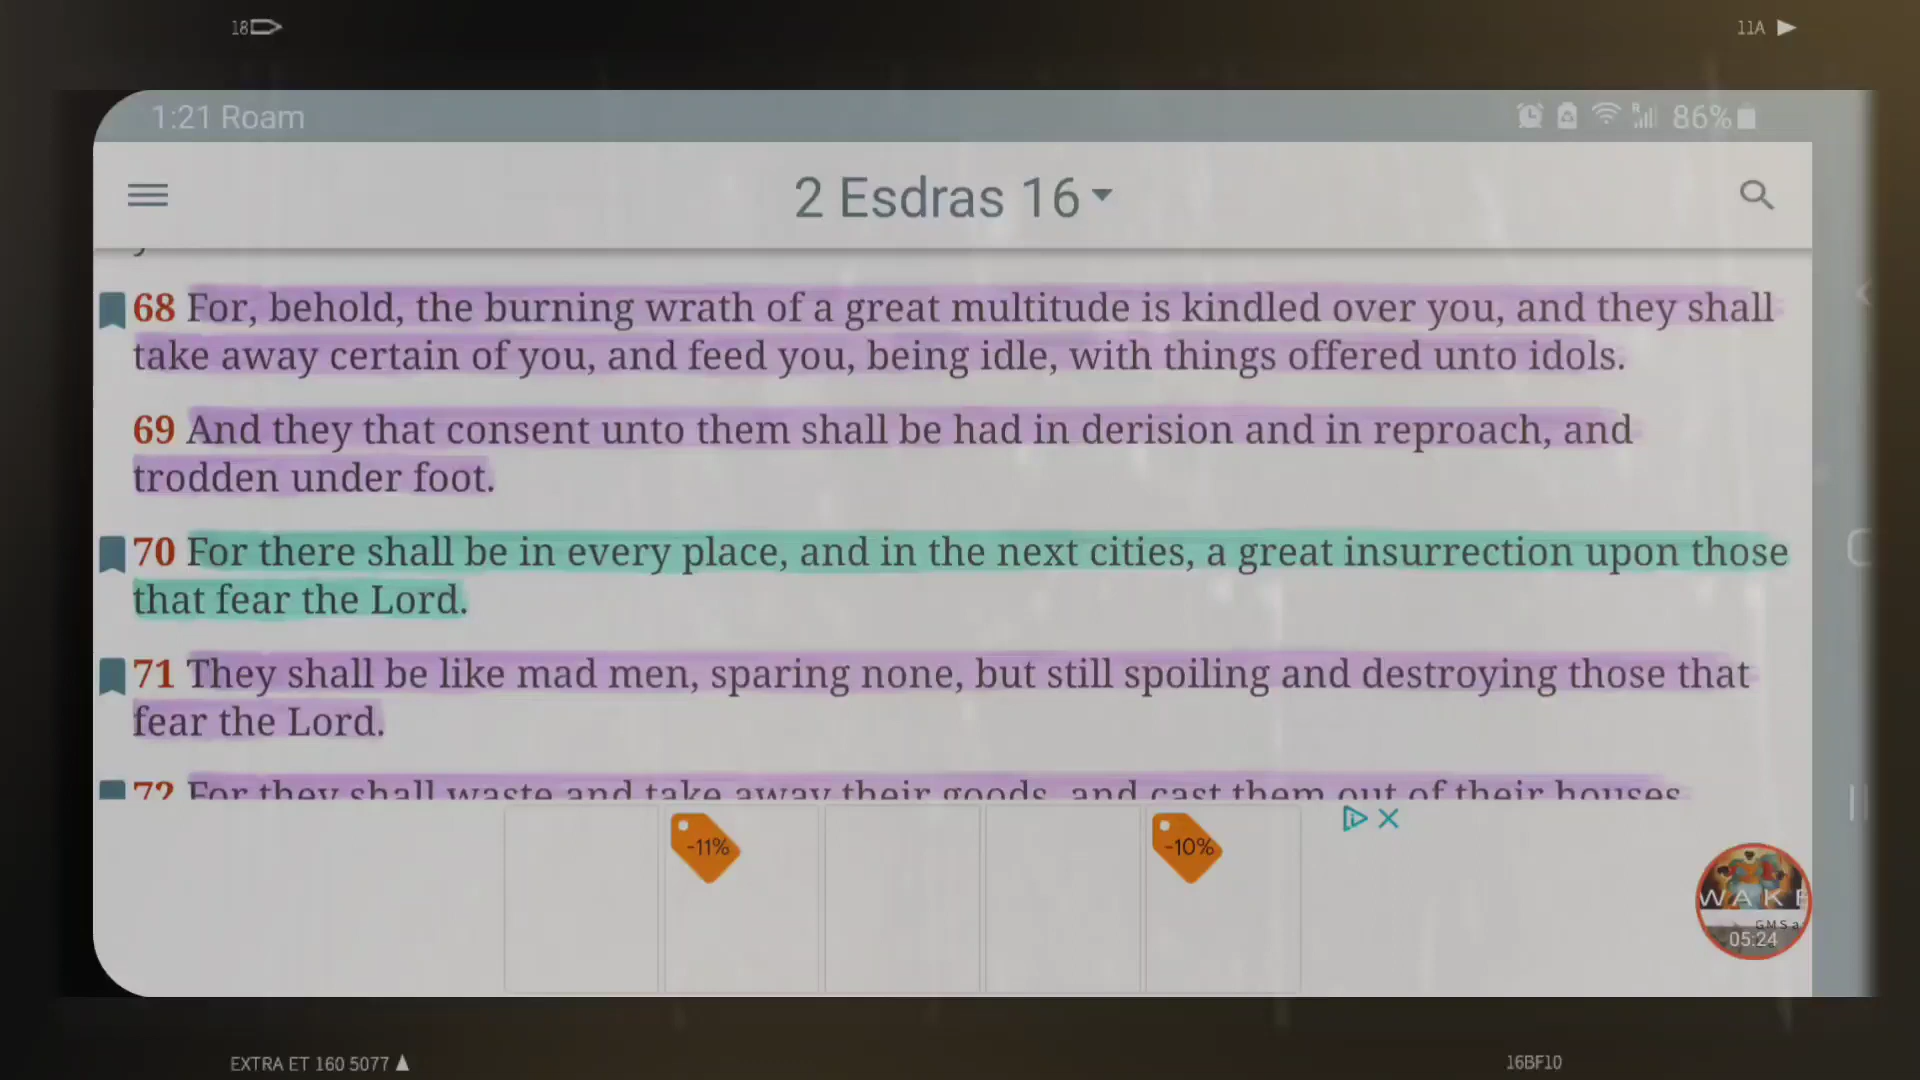 18
11A
1:21 Roam
86%
2 Esdras 16
68 For, behold, the burning wrath of a great multitude is kindled over you, and they shall
take away certain of you, and feed you, being idle, with things offered unto idols.
69 And they that consent unto them shall be had in derision and in reproach, and
trodden under foot.
70 For there shall be in every place, and in the next cities, a great insurrection upon those
that fear the Lord.
71 They shall be like mad men, sparing none, but still spoiling and destroying those that
fear the Lord.
72 For they shall waste and take away their goods, and cast them out of their houses.
-11%
-10%
WAKE
GMS a
05:24
EXTRA ET 160 5077
16BF10